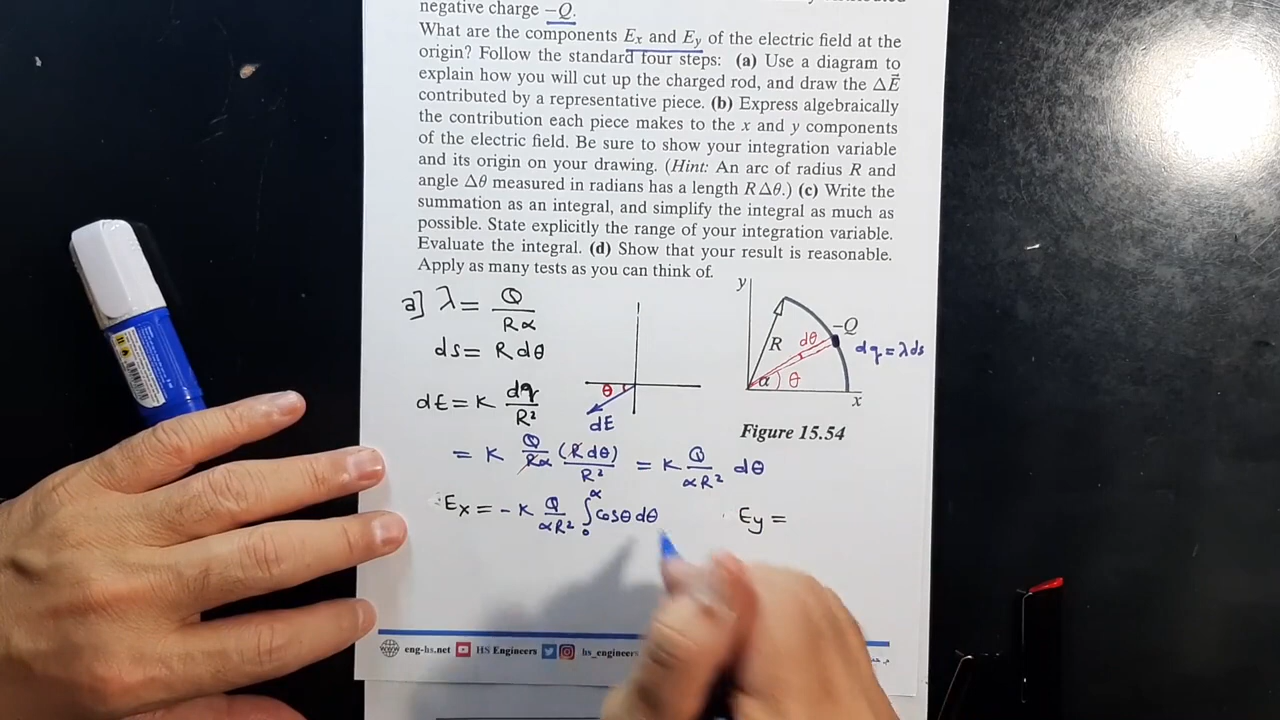 negative charge −Q.
What are the components Ex and Ey of the electric field at the
origin? Follow the standard four steps: (a) Use a diagram to
explain how you will cut up the charged rod, and draw the ΔE⃗
contributed by a representative piece. (b) Express algebraically
the contribution each piece makes to the x and y components
of the electric field. Be sure to show your integration variable
and its origin on your drawing. (Hint: An arc of radius R and
angle Δθ measured in radians has a length RΔθ.) (c) Write the
summation as an integral, and simplify the integral as much as
possible. State explicitly the range of your integration variable.
Evaluate the integral. (d) Show that your result is reasonable.
Apply as many tests as you can think of.
a] λ = Q/Rα
ds = R dθ
dE = K dq/R²
θ
dE
y
R
dθ
−Q
dq = λds
α
θ
x
Figure 15.54
= K Q/Rα (R dθ)/R² = K Q/αR² dθ
Ex = - K Q/αR² ∫₀^α cosθ dθ
Ey =
eng-hs.net HS Engineers hs_engineers